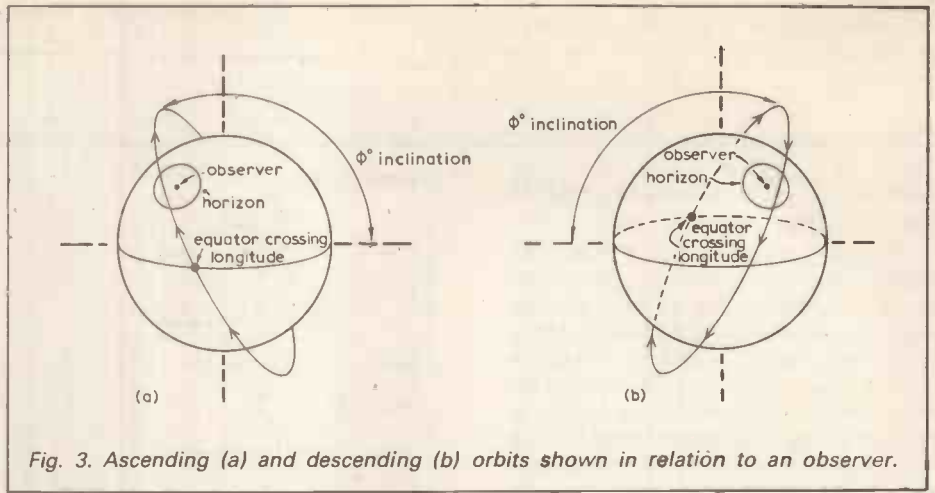 Φ° inclination
observer
horizon
equator crossing
longitude
(a)
Φ° inclination
observer
horizon
equator
crossing
longitude
(b)
Fig. 3. Ascending (a) and descending (b) orbits shown in relation to an observer.